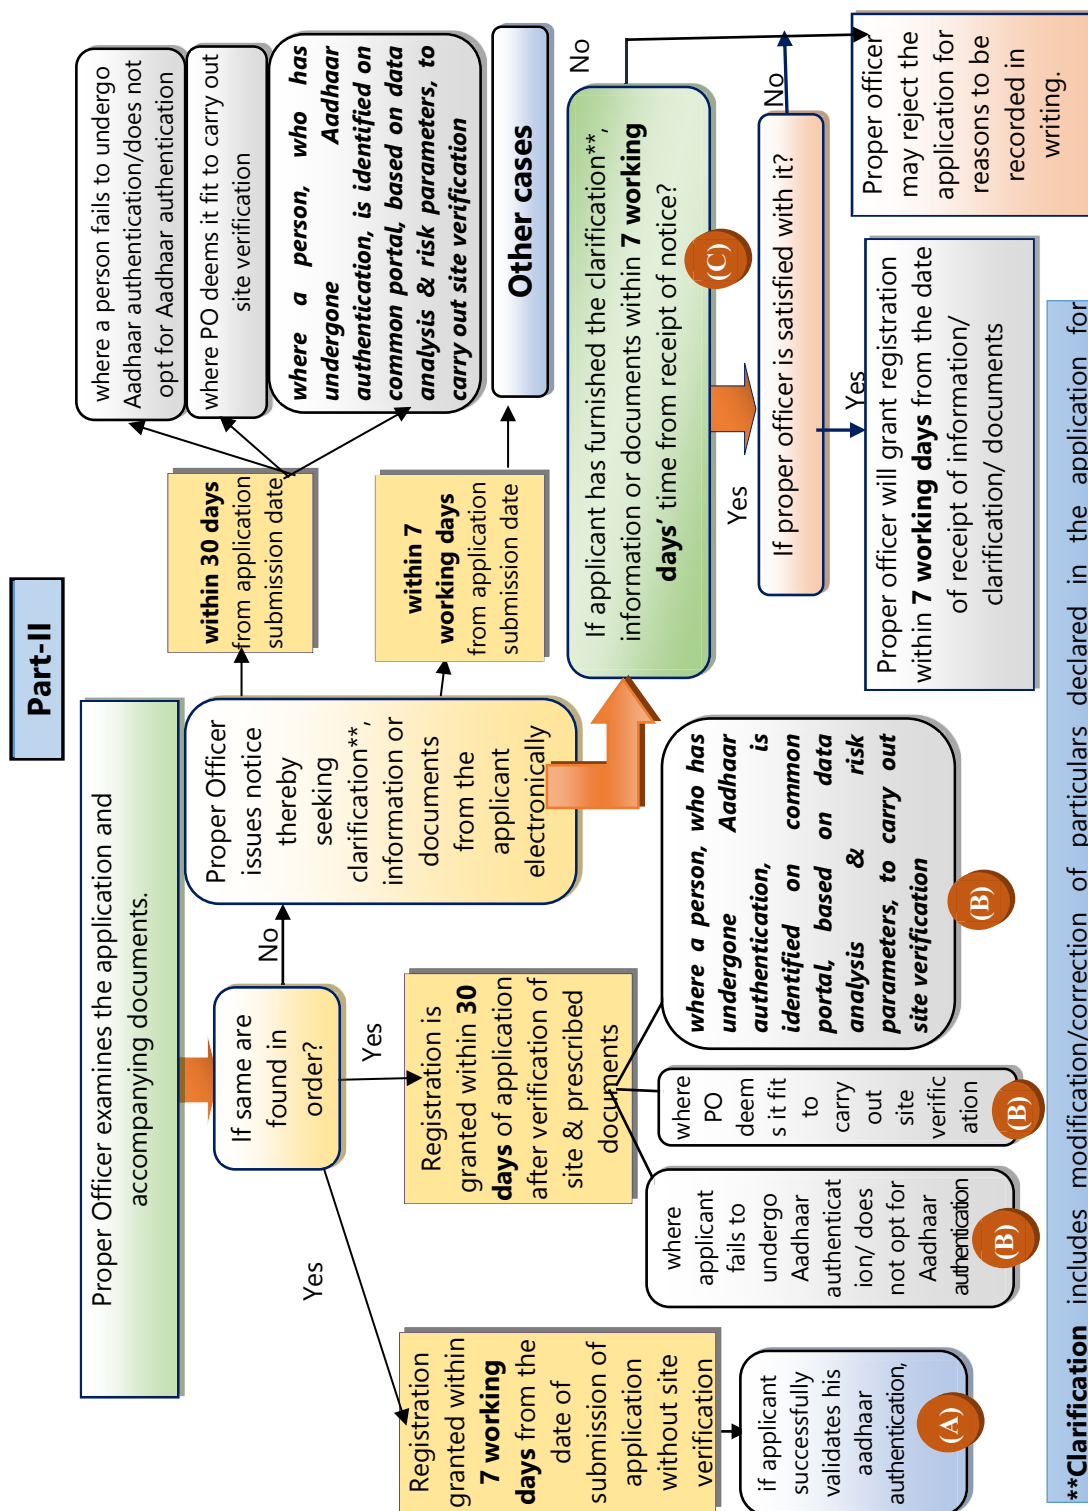 Part-II
Proper Officer examines the application and
accompanying documents.
If same are
found in
order?
No
Yes
Yes
Proper Officer
issues notice
thereby
seeking
clarification**,
information or
documents
from the
applicant
electronically
within 30 days
from application
submission date
where a person fails to undergo
Aadhaar authentication/does not
opt for Aadhaar authentication
where PO deems it fit to carry out
site verification
where a person, who has
undergone Aadhaar
authentication, is identified on
common portal, based on data
analysis & risk parameters, to
carry out site verification
within 7
working days
from application
submission date
Other cases
Registration
granted within
7 working
days from the
date of
submission of
application
without site
verification
if applicant
successfully
validates his
aadhaar
authentication,
(A)
Registration is
granted within 30
days of application
after verification of
site & prescribed
documents
where
applicant
fails to
undergo
Aadhaar
authenticat
ion/ does
not opt for
Aadhaar
authentication
(B)
where
PO
deem
s it fit
to
carry
out
site
verific
ation
(B)
where a person, who has
undergone Aadhaar
authentication, is
identified on common
portal, based on data
analysis & risk
parameters, to carry out
site verification
(B)
If applicant has furnished the clarification**,
information or documents within 7 working
days' time from receipt of notice?
(C)
No
Yes
If proper officer is satisfied with it?
No
Yes
Proper officer will grant registration
within 7 working days from the date
of receipt of information/
clarification/ documents
Proper officer
may reject the
application for
reasons to be
recorded in
writing.
**Clarification includes modification/correction of particulars declared in the application for